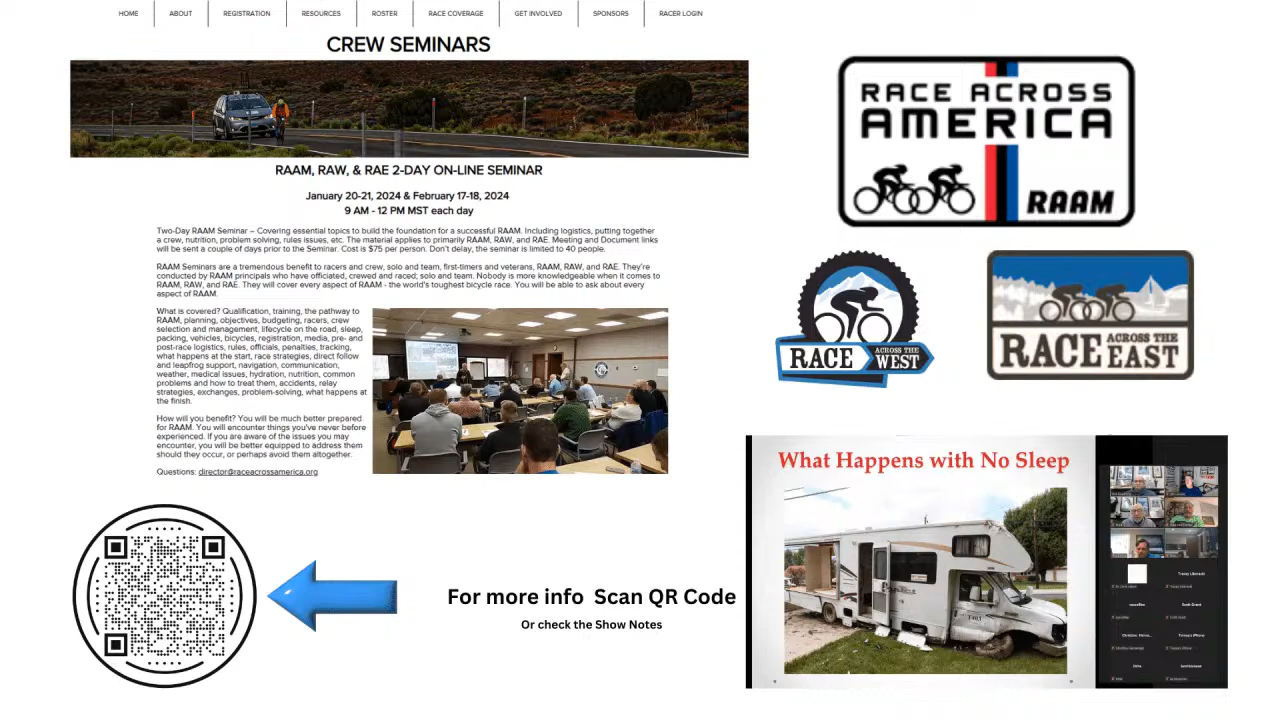 HOME ABOUT REGISTRATION RESOURCES ROSTER RACE COVERAGE GET INVOLVED SPONSORS RACER LOGIN
CREW SEMINARS
RAAM, RAW, & RAE 2-DAY ON-LINE SEMINAR
January 20-21, 2024 & February 17-18, 2024
9 AM - 12 PM MST each day
Two-Day RAAM Seminar – Covering essential topics to build the foundation for a successful RAAM. Including logistics, putting together
a crew, nutrition, problem solving, rules issues, etc. The material applies to primarily RAAM, RAW, and RAE. Meeting and Document links
will be sent a couple of days prior to the Seminar. Cost is $75 per person. Don't delay, the seminar is limited to 40 people.
RAAM Seminars are a tremendous benefit to racers and crew, solo and team, first-timers and veterans, RAAM, RAW, and RAE. They're
conducted by RAAM principals who have officiated, crewed and raced; solo and team. Nobody is more knowledgeable when it comes to
RAAM, RAW, and RAE. They will cover every aspect of RAAM - the world's toughest bicycle race. You will be able to ask about every
aspect of RAAM.
What is covered? Qualification, training, the pathway to
RAAM, planning, objectives, budgeting, racers, crew
selection and management, lifecycle on the road, sleep,
packing, vehicles, bicycles, registration, media, pre- and
post-race logistics, rules, officials, penalties, tracking,
what happens at the start, race strategies, direct follow
and leapfrog support, navigation, communication,
weather, medical issues, hydration, nutrition, common
problems and how to treat them, accidents, relay
strategies, exchanges, problem-solving, what happens at
the finish.
How will you benefit? You will be much better prepared
for RAAM. You will encounter things you've never before
experienced. If you are aware of the issues you may
encounter, you will be better equipped to address them
should they occur, or perhaps avoid them altogether.
Questions: director@raceacrossamerica.org
RACE ACROSS
AMERICA
RAAM
RACE ACROSS THE WEST
RACE ACROSS THE EAST
What Happens with No Sleep
For more info Scan QR Code
Or check the Show Notes